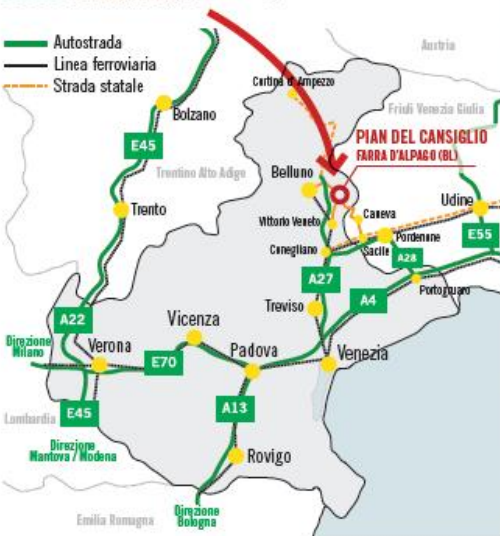 Autostrada
Linea ferroviaria
Strada statale
Austria
Cortina d'Ampezzo
Bolzano
Friuli Venezia Giulia
E45
PIAN DEL CANSIGLIO
FARRA D'ALPAGO (BL)
Trentino Alto Adige
Belluno
Trento
Udine
Vittorio Veneto
Caneva
Pordenone
E55
Conegliano
Sacile
A28
A27
Portogruaro
A22
Treviso
A4
Vicenza
Direzione
Milano
Verona
E70
Padova
Venezia
Lombardia
E45
A13
Direzione
Mantova / Modena
Rovigo
Direzione
Bologna
Emilia Romagna